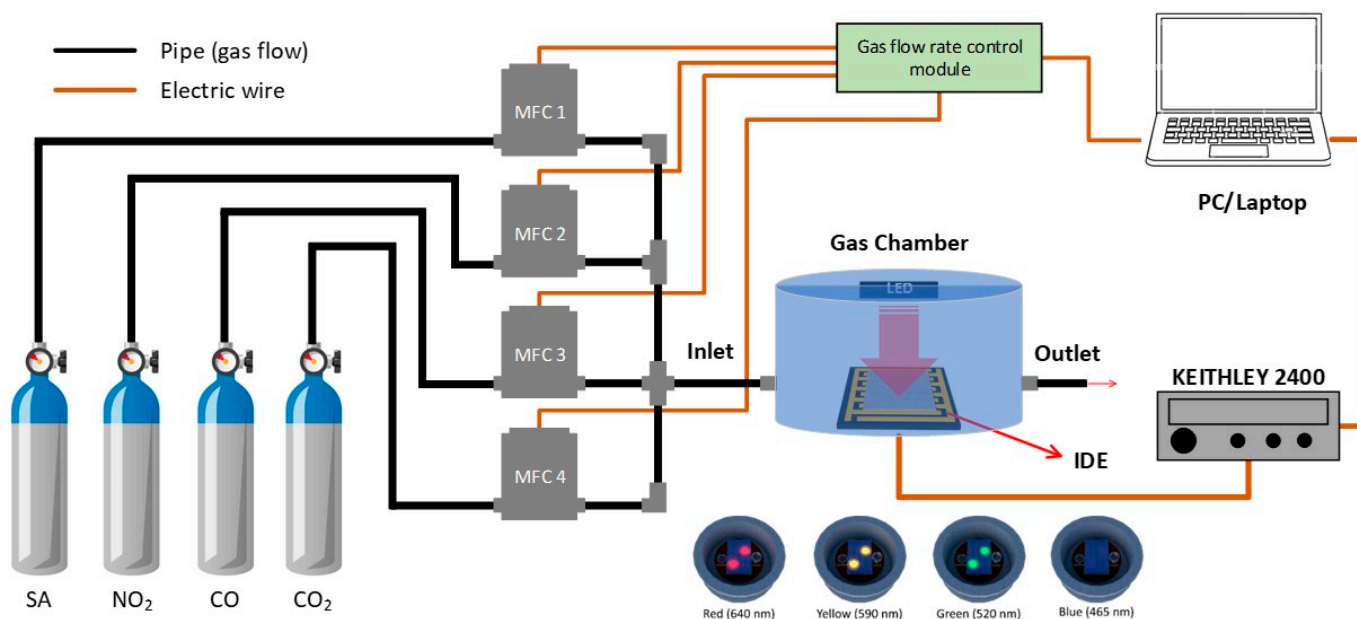 Pipe (gas flow)
Electric wire
MFC 1
Gas flow rate control
module
PC/Laptop
MFC 2
Gas Chamber
LED
MFC 3
Inlet
Outlet
KEITHLEY 2400
IDE
MFC 4
SA
NO₂
CO
CO₂
Red (640 nm)
Yellow (590 nm)
Green (520 nm)
Blue (465 nm)